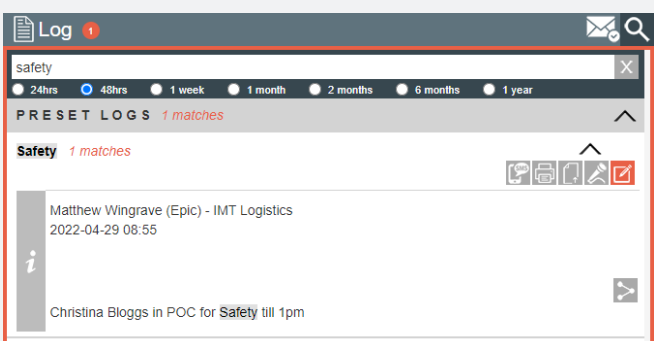 Log 1
safety X
24hrs 48hrs 1 week 1 month 2 months 6 months 1 year
PRESET LOGS 1 matches
Safety 1 matches
SMS
Matthew Wingrave (Epic) - IMT Logistics
2022-04-29 08:55
i
Christina Bloggs in POC for Safety till 1pm